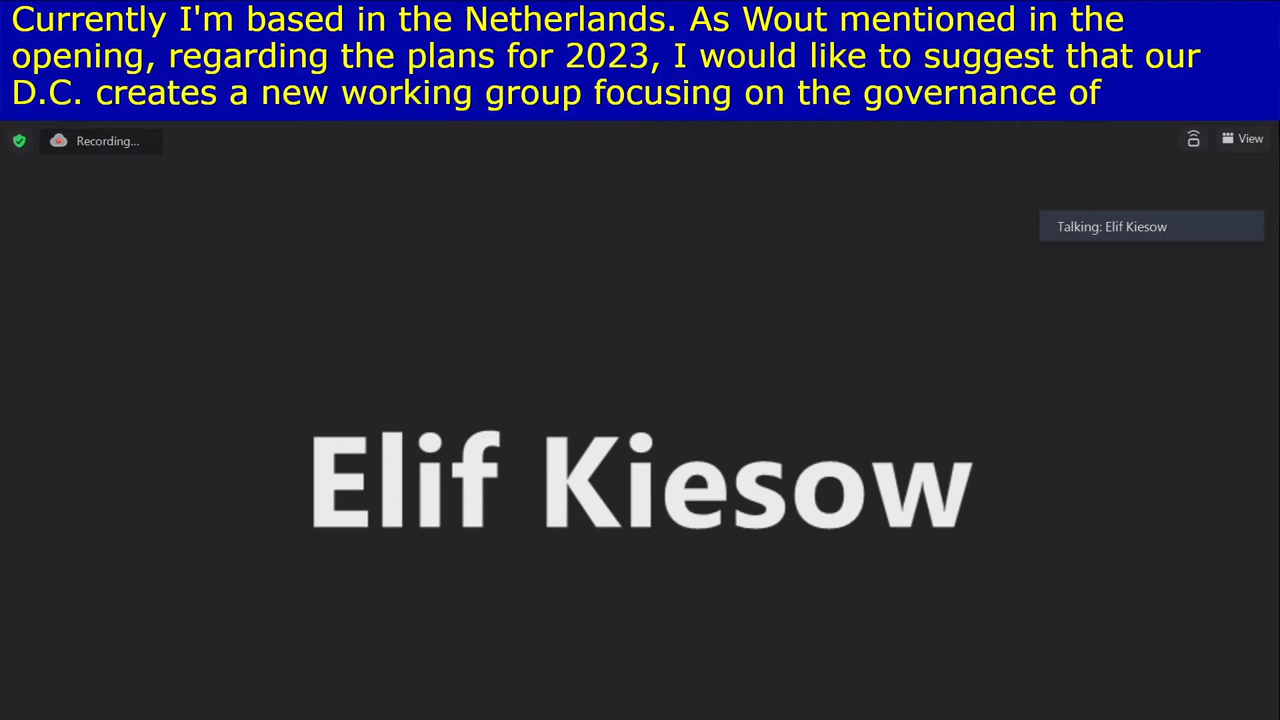 Currently I'm based in the Netherlands. As Wout mentioned in the
opening, regarding the plans for 2023, I would like to suggest that our
D.C. creates a new working group focusing on the governance of
Recording...
View
Talking: Elif Kiesow
Elif Kiesow